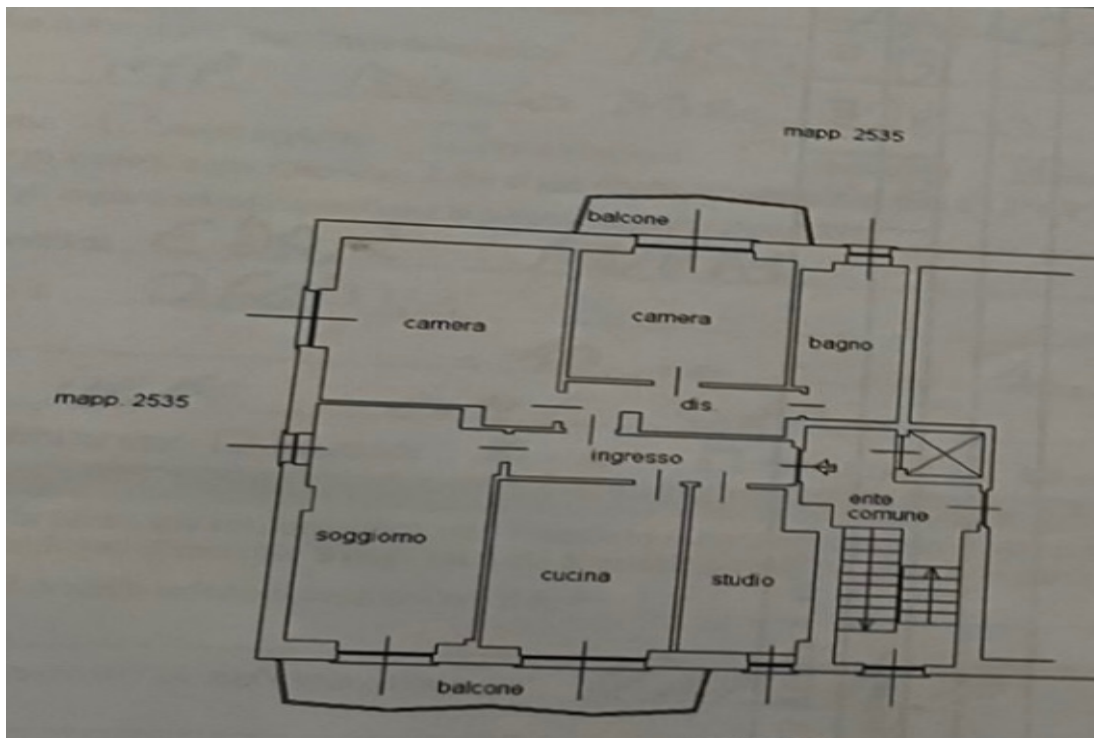 mapp. 2535
balcone
camera
camera
bagno
mapp. 2535
dis.
ingresso
ente
comune
soggiorno
cucina
studio
balcone